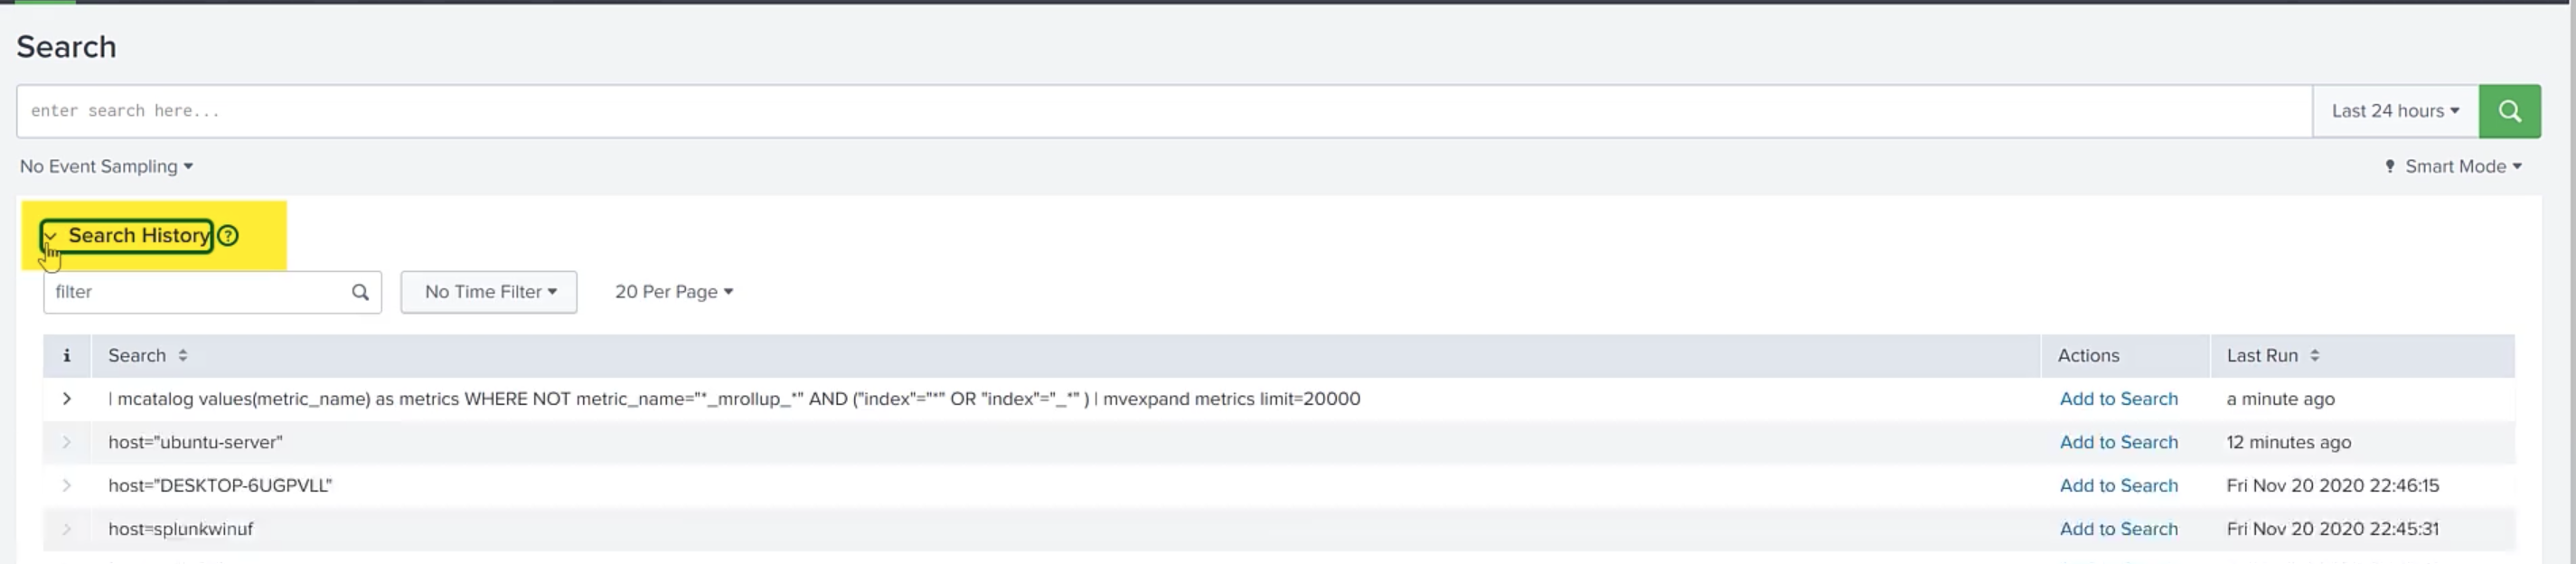 Search
enter search here...
Last 24 hours
No Event Sampling
Smart Mode
Search History ?
filter
No Time Filter
20 Per Page
i Search Actions Last Run
| mcatalog values(metric_name) as metrics WHERE NOT metric_name="*_mrollup_*" AND ("index"="*" OR "index"="_*" ) | mvexpand metrics limit=20000 Add to Search a minute ago
host="ubuntu-server" Add to Search 12 minutes ago
host="DESKTOP-6UGPVLL" Add to Search Fri Nov 20 2020 22:46:15
host=splunkwinuf Add to Search Fri Nov 20 2020 22:45:31